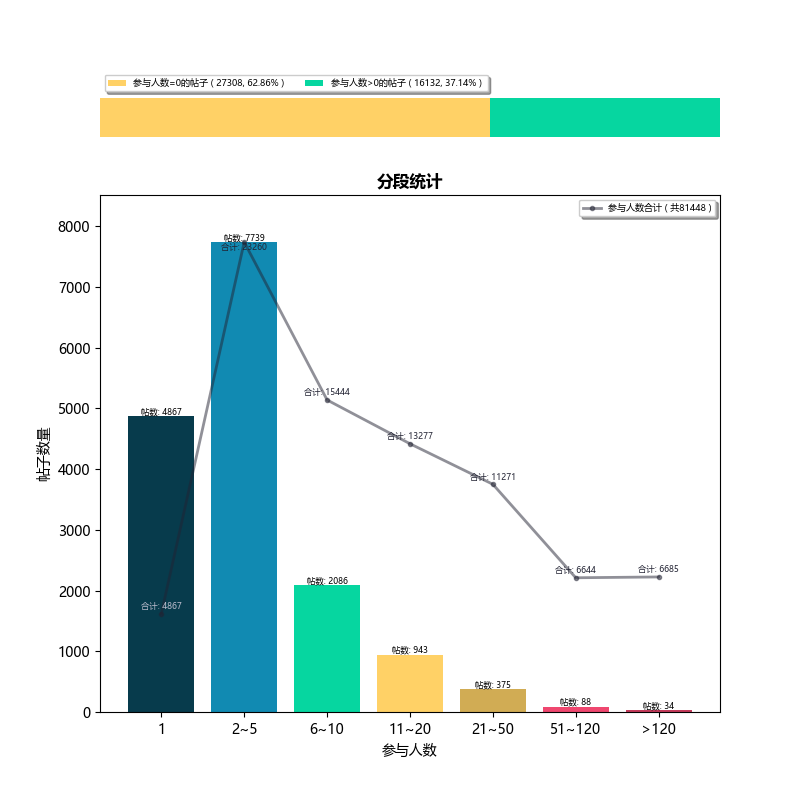 参与人数=0的帖子 ( 27308, 62.86% )
参与人数>0的帖子 ( 16132, 37.14% )
分段统计
参与人数合计 ( 共81448 )
8000
7000
6000
5000
4000
3000
2000
1000
0
帖子数量
帖数: 4867
合计: 4867
帖数: 7739
合计: 23260
合计: 15444
帖数: 2086
合计: 13277
帖数: 943
合计: 11271
帖数: 375
合计: 6644
帖数: 88
合计: 6685
帖数: 34
1
2~5
6~10
11~20
21~50
51~120
>120
参与人数